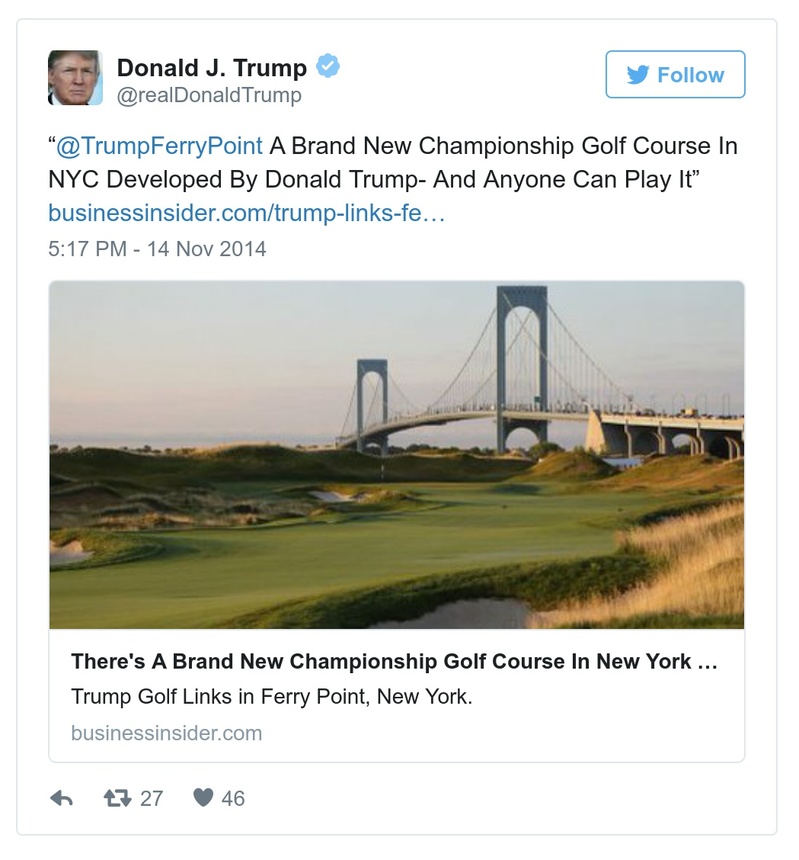 Donald J. Trump
@realDonaldTrump
Follow
“@TrumpFerryPoint A Brand New Championship Golf Course In
NYC Developed By Donald Trump- And Anyone Can Play It”
businessinsider.com/trump-links-fe…
5:17 PM - 14 Nov 2014
There's A Brand New Championship Golf Course In New York ...
Trump Golf Links in Ferry Point, New York.
businessinsider.com
27
46